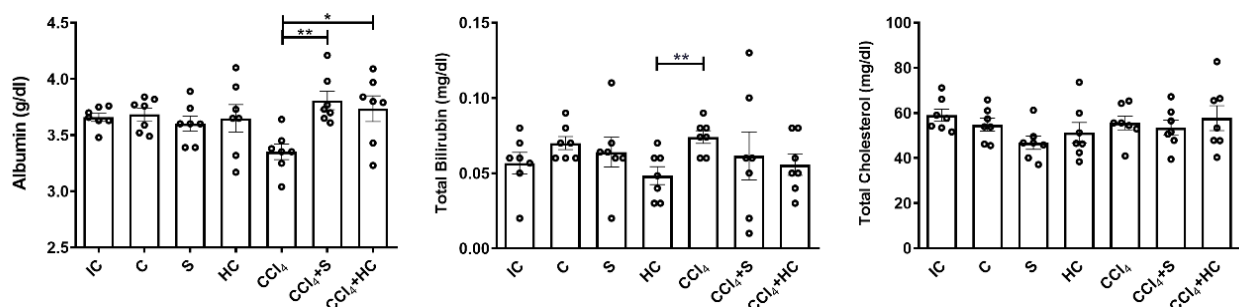 Albumin (g/dl)
4.5
4.0
3.5
3.0
2.5
*
**
IC
C
S
HC
CCl₄
CCl₄+S
CCl₄+HC
Total Bilirubin (mg/dl)
0.15
0.10
0.05
0.00
**
IC
C
S
HC
CCl₄
CCl₄+S
CCl₄+HC
Total Cholesterol (mg/dl)
100
80
60
40
20
0
IC
C
S
HC
CCl₄
CCl₄+S
CCl₄+HC